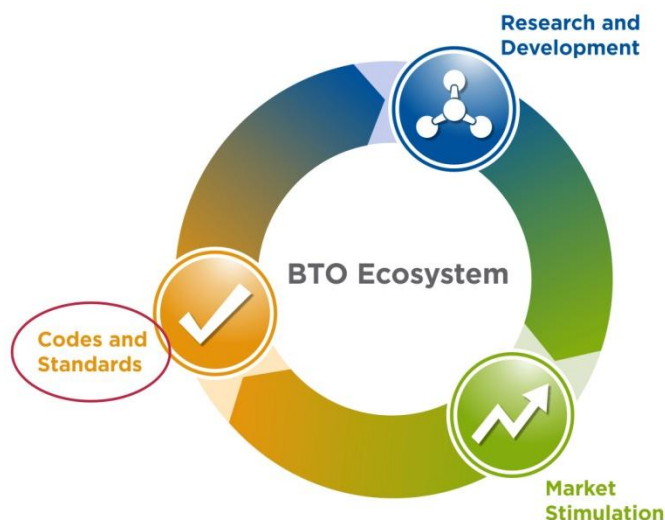 Research and
Development
BTO Ecosystem
Codes and
Standards
Market
Stimulation